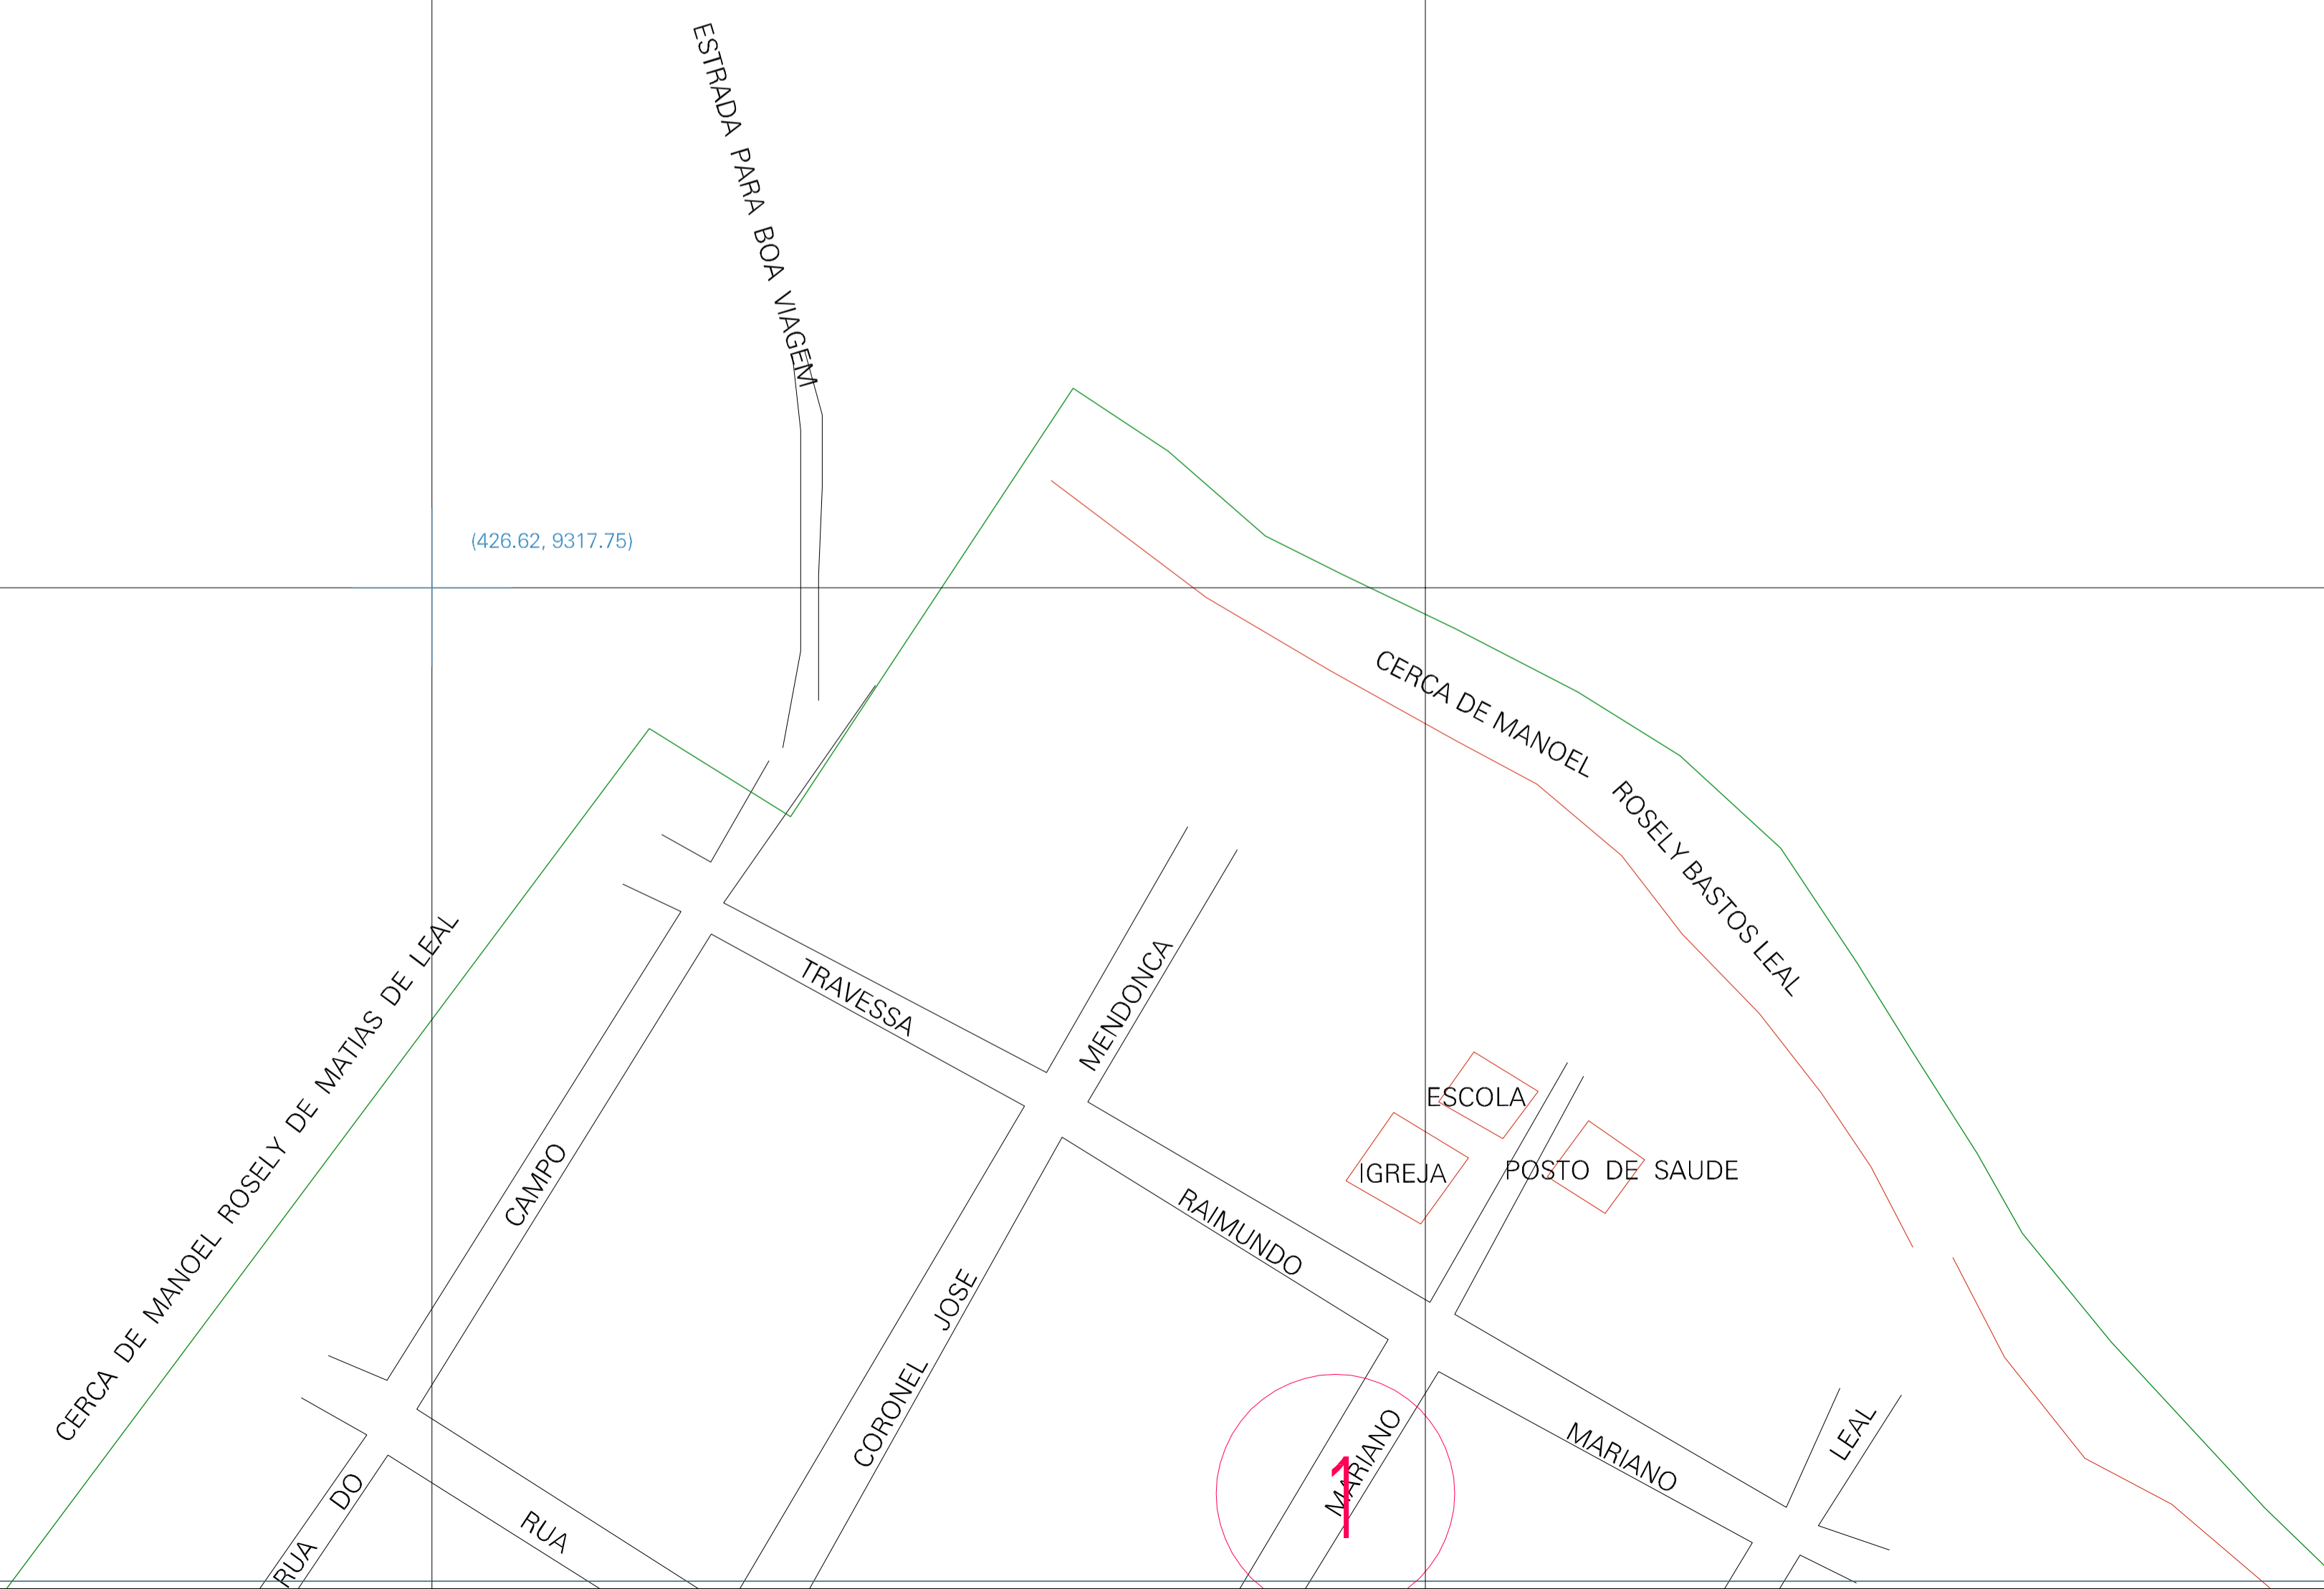 ESTRADA PARA BOA VIAGEM
(426.62, 9317.75)
CERCA DE MANOEL ROSELY BASTOS LEAL
CERCA DE MANOEL ROSELY DE MATIAS DE LEAL
TRAVESSA RAIMUNDO MARIANO
MENDONCA
ESCOLA
IGREJA
POSTO DE SAUDE
RUA DO CAMPO
CORONEL JOSE
MARIANO
1
LEAL
RUA